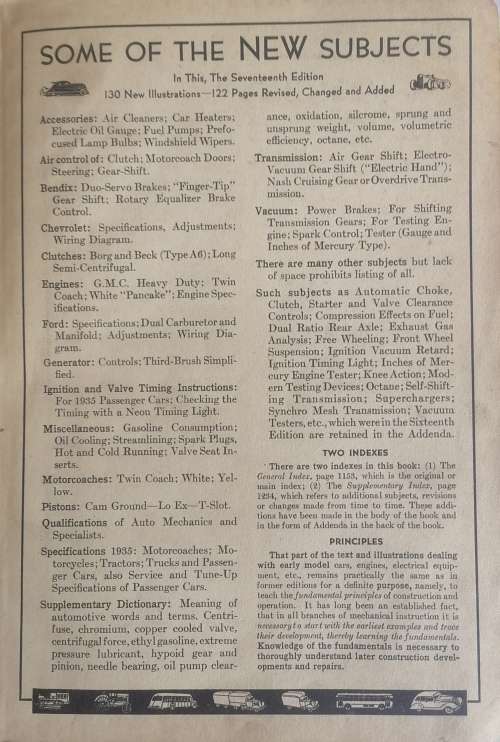 SOME OF THE NEW SUBJECTS
In This, The Seventeenth Edition
130 New Illustrations—122 Pages Revised, Changed and Added
Accessories: Air Cleaners; Car Heaters;
Electric Oil Gauge; Fuel Pumps; Prefo-
cused Lamp Bulbs; Windshield Wipers.
Air control of: Clutch; Motorcoach Doors;
Steering; Gear-Shift.
Bendix: Duo-Servo Brakes; "Finger-Tip"
Gear Shift; Rotary Equalizer Brake
Control.
Chevrolet: Specifications, Adjustments;
Wiring Diagram.
Clutches: Borg and Beck (Type A6); Long
Semi-Centrifugal.
Engines: G.M.C. Heavy Duty; Twin
Coach; White "Pancake"; Engine Spec-
ifications.
Ford: Specifications; Dual Carburetor and
Manifold; Adjustments; Wiring Dia-
gram.
Generator: Controls; Third-Brush Simpli-
fied.
Ignition and Valve Timing Instructions:
For 1935 Passenger Cars; Checking the
Timing with a Neon Timing Light.
Miscellaneous: Gasoline Consumption;
Oil Cooling; Streamlining; Spark Plugs,
Hot and Cold Running; Valve Seat In-
serts.
Motorcoaches: Twin Coach; White; Yel-
low.
Pistons: Cam Ground—Lo Ex—T-Slot.
Qualifications of Auto Mechanics and
Specialists.
Specifications 1935: Motorcoaches; Mo-
torcycles; Tractors; Trucks and Passen-
ger Cars, also Service and Tune-Up
Specifications of Passenger Cars.
Supplementary Dictionary: Meaning of
automotive words and terms. Centri-
fuse, chromium, copper cooled valve,
centrifugal force, ethyl gasoline, extreme
pressure lubricant, hypoid gear and
pinion, needle bearing, oil pump clear-
ance, oxidation, silcrome, sprung and
unsprung weight, volume, volumetric
efficiency, octane, etc.
Transmission: Air Gear Shift; Electro-
Vacuum Gear Shift ("Electric Hand");
Nash Cruising Gear or Overdrive Trans-
mission.
Vacuum: Power Brakes; For Shifting
Transmission Gears; For Testing En-
gine; Spark Control; Tester (Gauge and
Inches of Mercury Type).
There are many other subjects but lack
of space prohibits listing of all.
Such subjects as Automatic Choke,
Clutch, Starter and Valve Clearance
Controls; Compression Effects on Fuel;
Dual Ratio Rear Axle; Exhaust Gas
Analysis; Free Wheeling; Front Wheel
Suspension; Ignition Vacuum Retard;
Ignition Timing Light; Inches of Mer-
cury Engine Tester; Knee Action; Mod-
ern Testing Devices; Octane; Self-Shift-
ing Transmission; Superchargers;
Synchro Mesh Transmission; Vacuum
Testers, etc., which were in the Sixteenth
Edition are retained in the Addenda.
TWO INDEXES
There are two indexes in this book: (1) The
General Index, page 1153, which is the original or
main index; (2) The Supplementary Index, page
1234, which refers to additional subjects, revisions
or changes made from time to time. These addi-
tions have been made in the body of the book and
in the form of Addenda in the back of the book.
PRINCIPLES
That part of the text and illustrations dealing
with early model cars, engines, electrical equip-
ment, etc., remains practically the same as in
former editions for a definite purpose, namely, to
teach the fundamental principles of construction and
operation. It has long been an established fact,
that in all branches of mechanical instruction it is
necessary to start with the earliest examples and trace
their development, thereby learning the fundamentals.
Knowledge of the fundamentals is necessary to
thoroughly understand later construction devel-
opments and repairs.